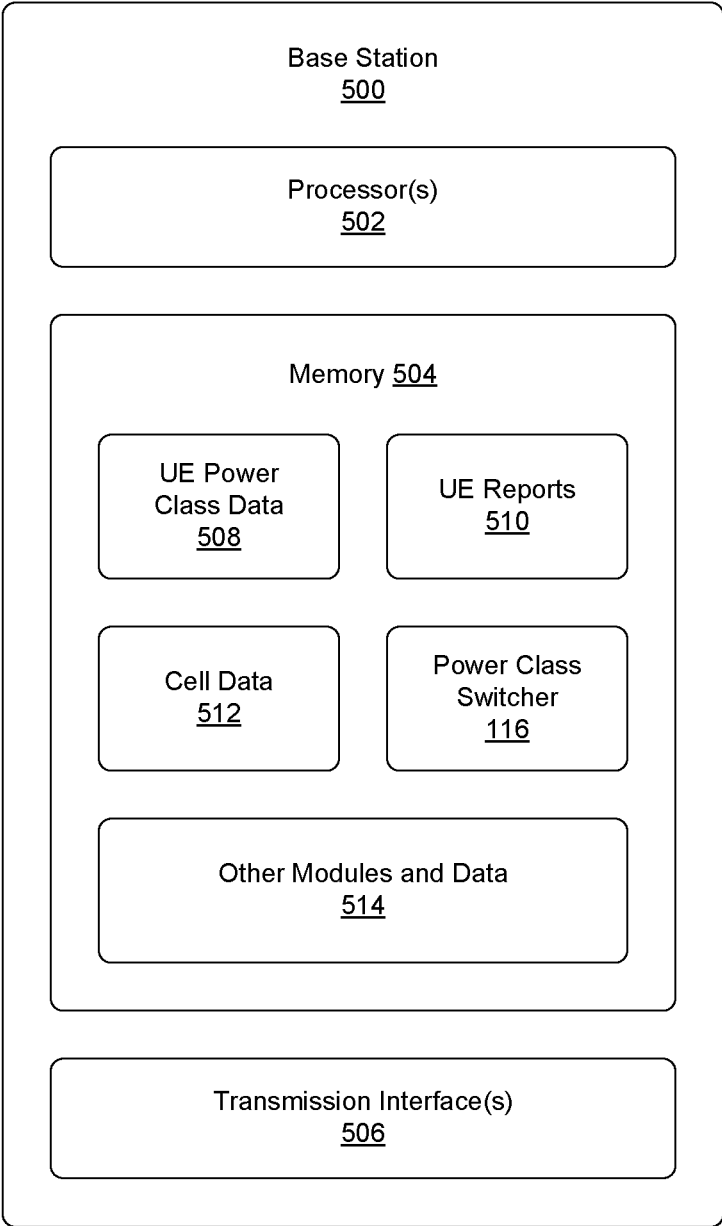 Base Station
500
Processor(s)
502
Memory 504
UE Power
Class Data
508
UE Reports
510
Cell Data
512
Power Class
Switcher
116
Other Modules and Data
514
Transmission Interface(s)
506